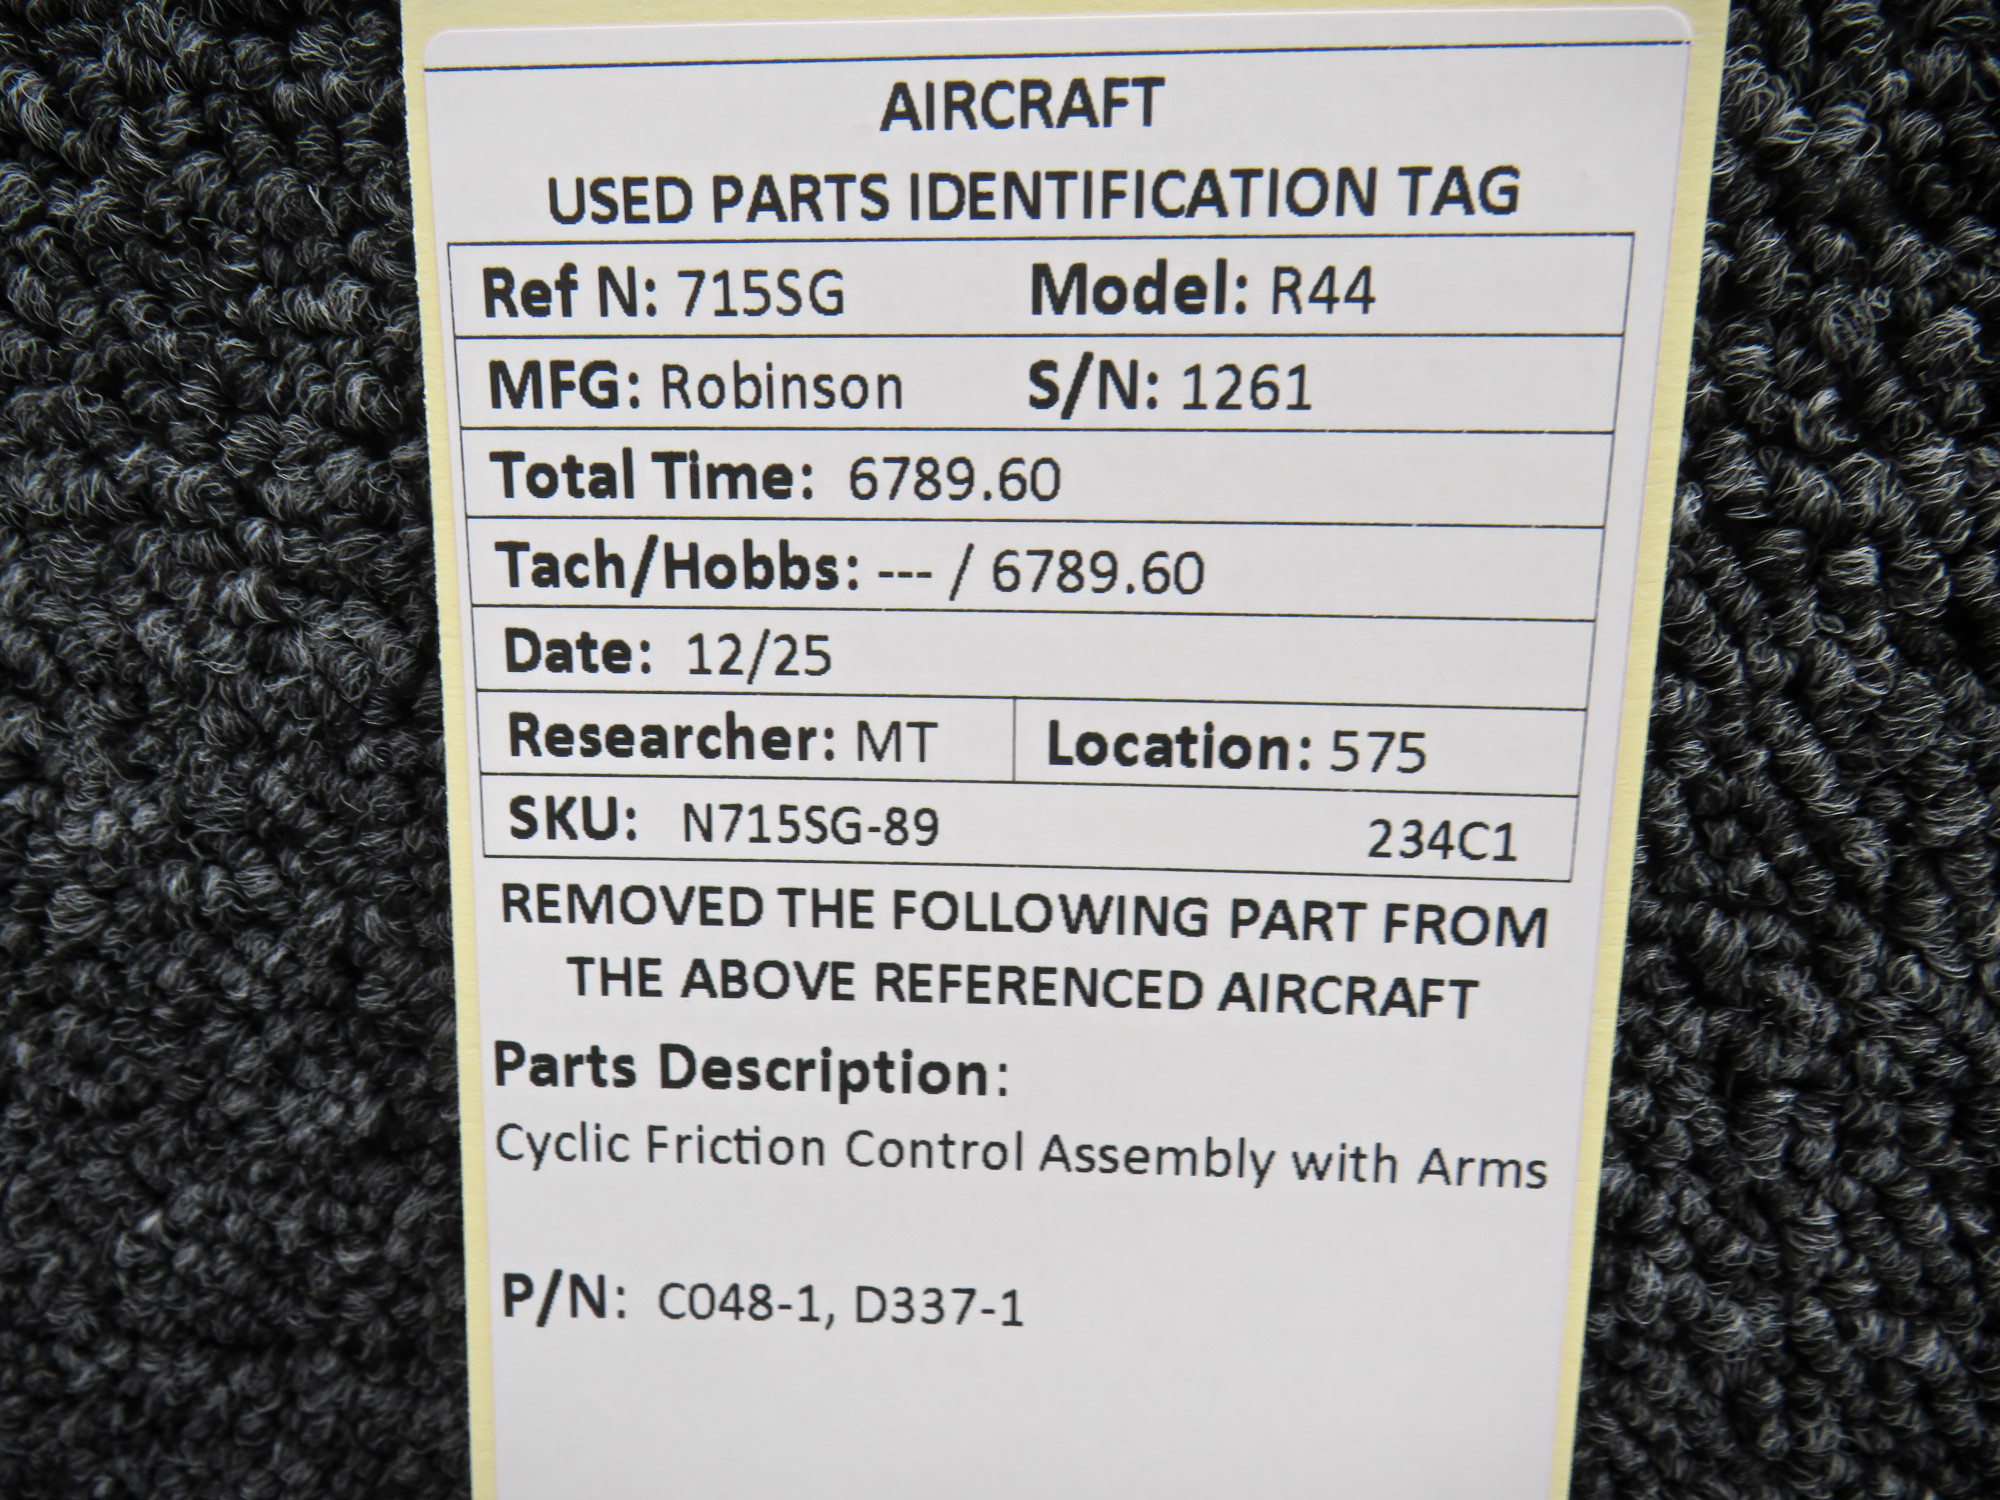 AIRCRAFT
USED PARTS IDENTIFICATION TAG
Ref N: 715SG Model: R44
MFG: Robinson S/N: 1261
Total Time: 6789.60
Tach/Hobbs: --- / 6789.60
Date: 12/25
Researcher: MT Location: 575
SKU: N715SG-89 234C1
REMOVED THE FOLLOWING PART FROM
THE ABOVE REFERENCED AIRCRAFT
Parts Description:
Cyclic Friction Control Assembly with Arms
P/N: C048-1, D337-1